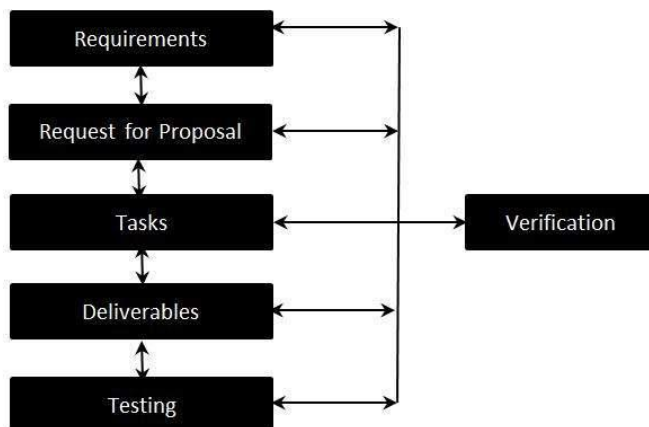 Requirements
Request for Proposal
Tasks
Verification
Deliverables
Testing